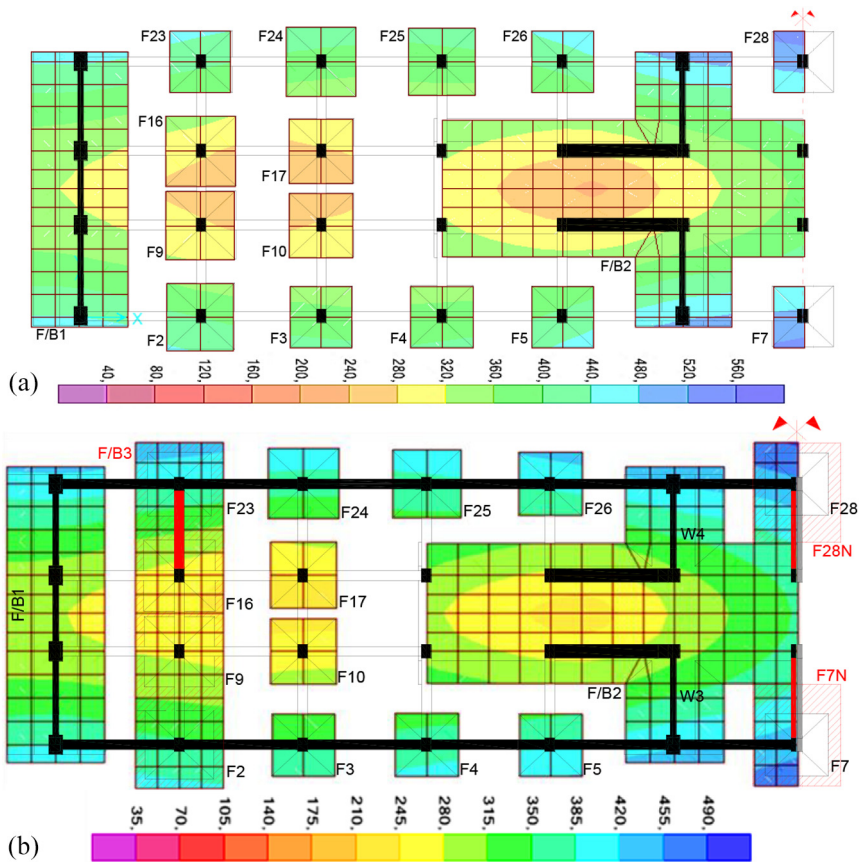 F23 F24 F25 F26 F28
F16
F17
F9 F10
F/B2
F/B1 X F2 F3 F4 F5 F7
(a) 40, 80, 120, 160, 200, 240, 280, 320, 360, 400, 440, 480, 520, 560,
F/B3
F23 F24 F25 F26 F28
W4 F28N
F/B1 F16 F17
F9 F10 F/B2 W3 F7N
F2 F3 F4 F5 F7
(b) 35, 70, 105, 140, 175, 210, 245, 280, 315, 350, 385, 420, 455, 490,